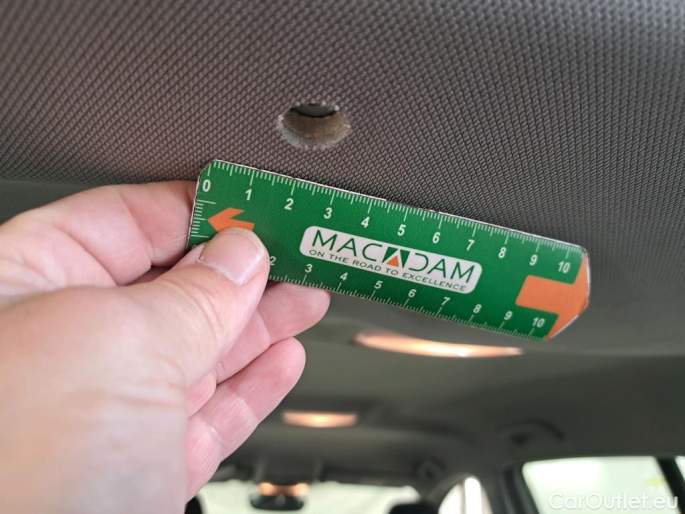 0 1 2 3 4 5 6 7 8 9 10
MACADAM
ON THE ROAD TO EXCELLENCE
2 3 4 5 6 7 8 9 10
CarOutlet.eu